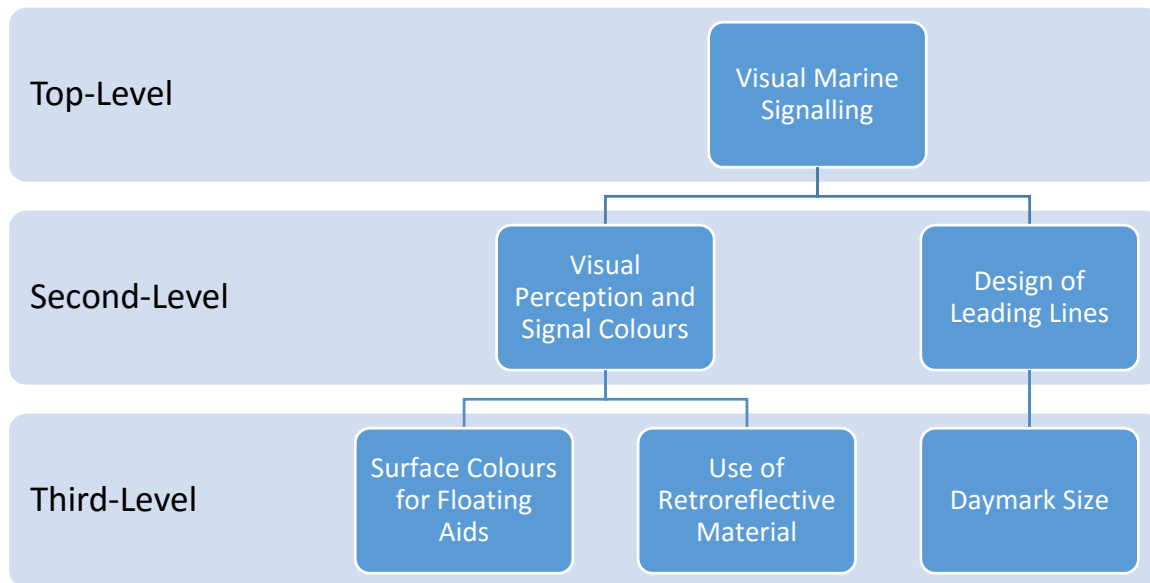 Top-Level
Visual Marine
Signalling
Second-Level
Visual
Perception and
Signal Colours
Design of
Leading Lines
Third-Level
Surface Colours
for Floating
Aids
Use of
Retroreflective
Material
Daymark Size